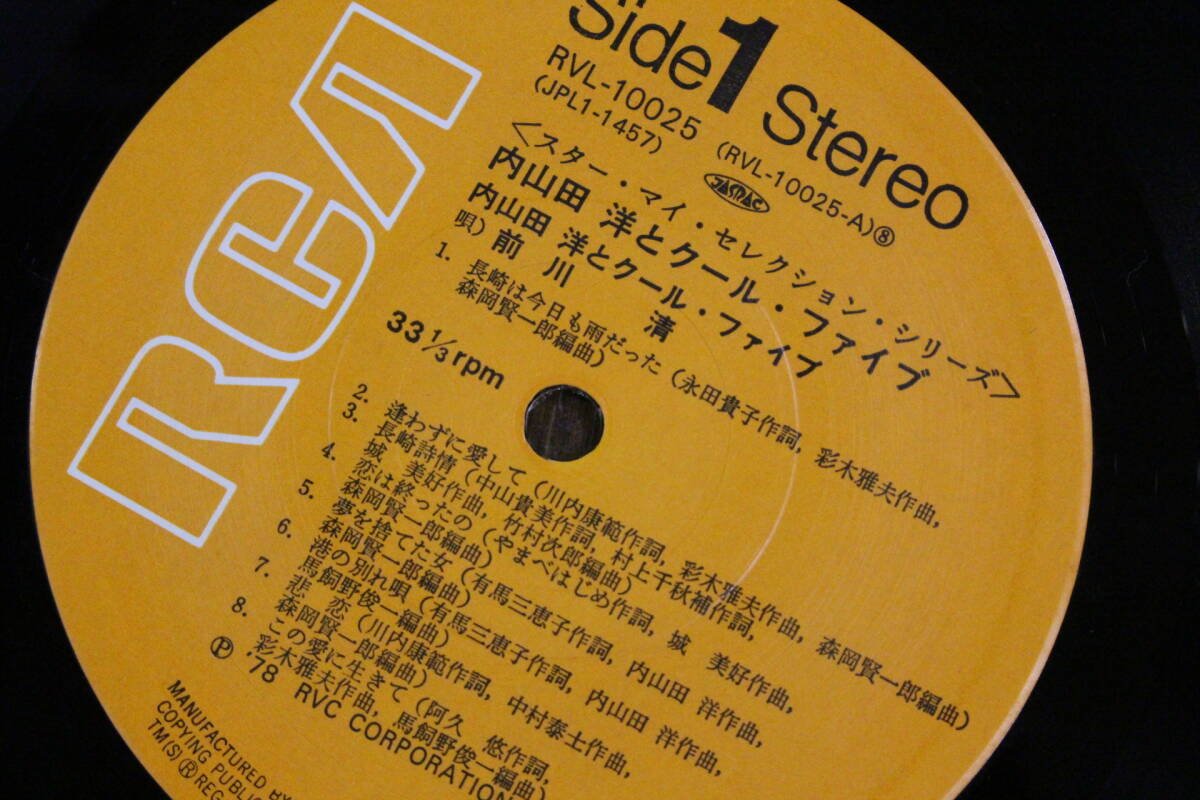 RCA
Side 1 Stereo
RVL-10025
(JPL1-1457)
(RVL-10025-A)⑧
JASRAC
〈スター・マイ・セレクション・シリーズ〉
内山田 洋とクール・ファイブ
内山田 洋とクール・ファイブ
唄) 前川 清
1. 長崎は今日も雨だった (永田貴子作詞, 彩木雅夫作曲,
森岡賢一郎編曲)
33 1/3 rpm
2. 逢わずに愛して (川内康範作詞, 彩木雅夫作曲, 森岡賢一郎編曲)
3. 長崎詩情 (中山貴美作詞, 村上千秋補作詞,
城 美好作曲, 竹村次郎編曲)
4. 恋は終ったの (やまべはじめ作詞, 城 美好作曲,
森岡賢一郎編曲)
5. 夢を捨てた女 (有馬三恵子作詞, 内山田 洋作曲,
森岡賢一郎編曲)
6. 港の別れ唄 (有馬三恵子作詞, 内山田 洋作曲,
馬飼野俊一編曲)
7. 悲恋 (川内康範作詞, 中村泰士作曲,
森岡賢一郎編曲)
8. この愛に生きて (阿久 悠作詞,
彩木雅夫作曲, 馬飼野俊一編曲)
Ⓟ '78 RVC CORPORATION
MANUFACTURED BY
COPYING PUBLI
TM(S)®REG